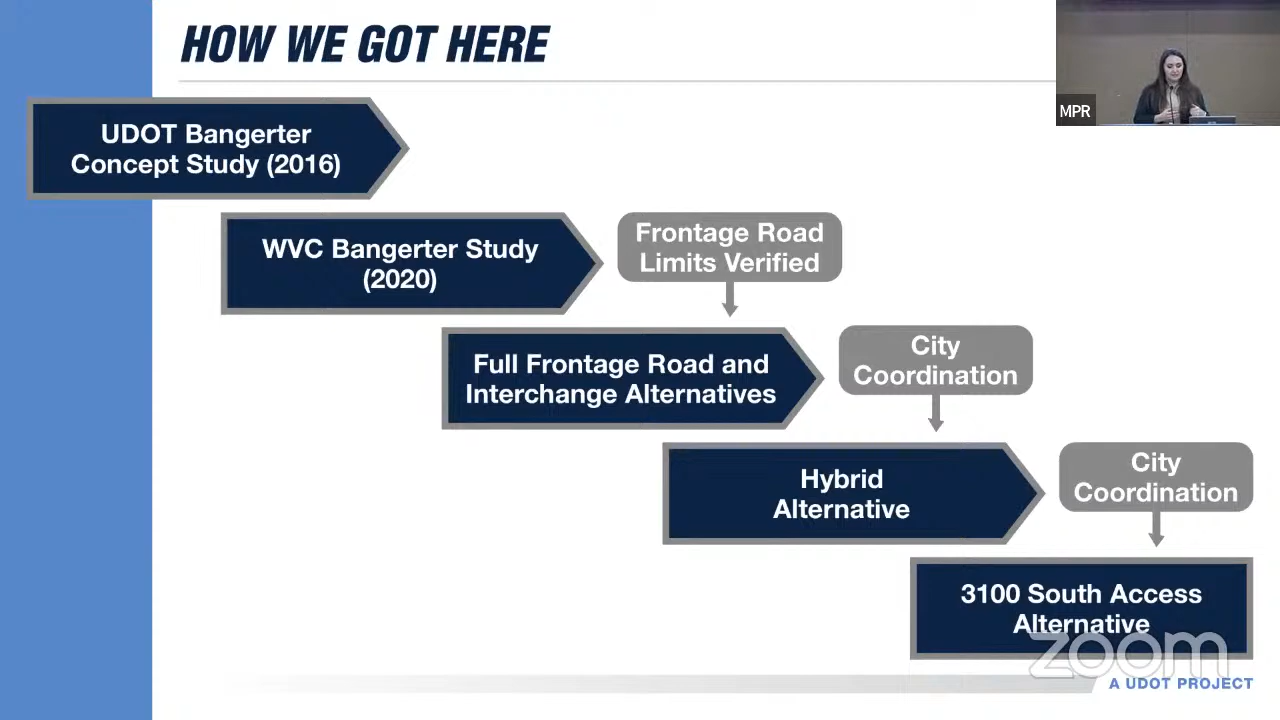 HOW WE GOT HERE
MPR
UDOT Bangerter
Concept Study (2016)
WVC Bangerter Study
(2020)
Frontage Road
Limits Verified
Full Frontage Road and
Interchange Alternatives
City
Coordination
Hybrid
Alternative
City
Coordination
3100 South Access
Alternative
zoom
A UDOT PROJECT